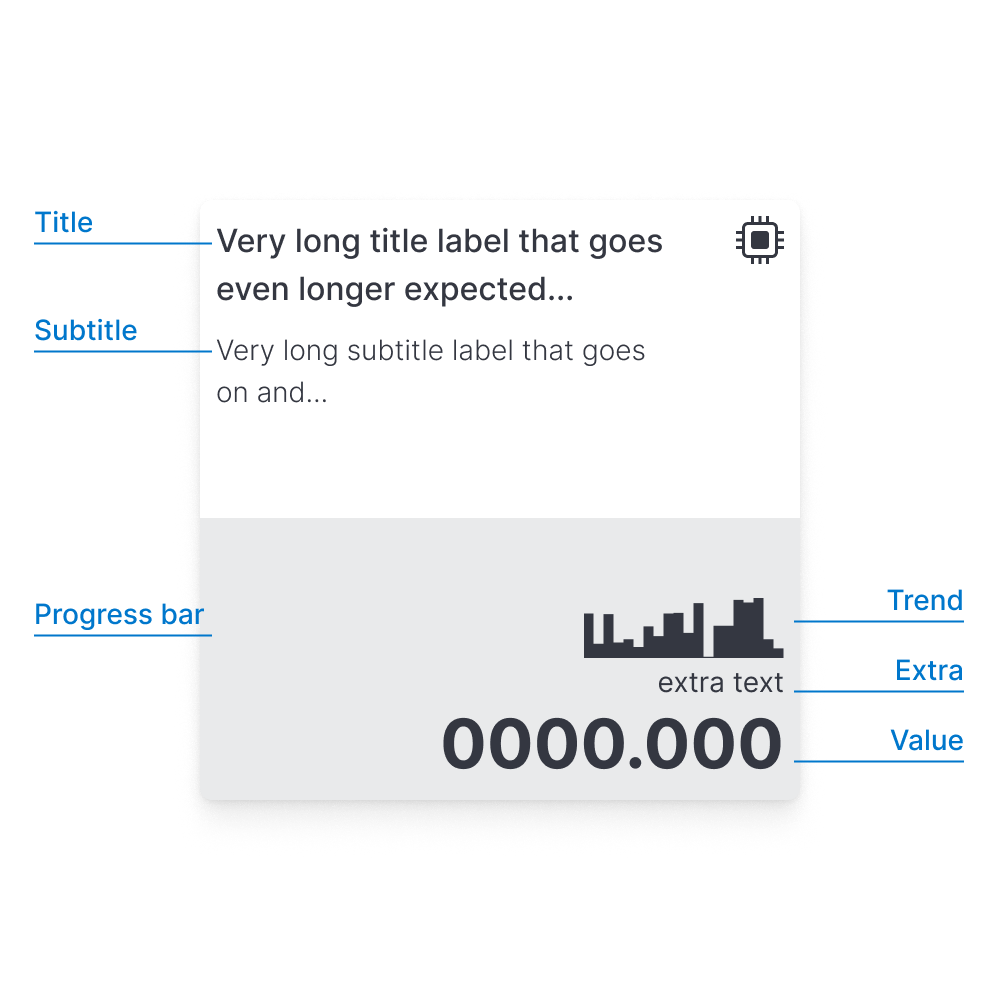 Title
Very long title label that goes
even longer expected...
Subtitle
Very long subtitle label that goes
on and...
Progress bar
Trend
extra text
Extra
0000.000
Value